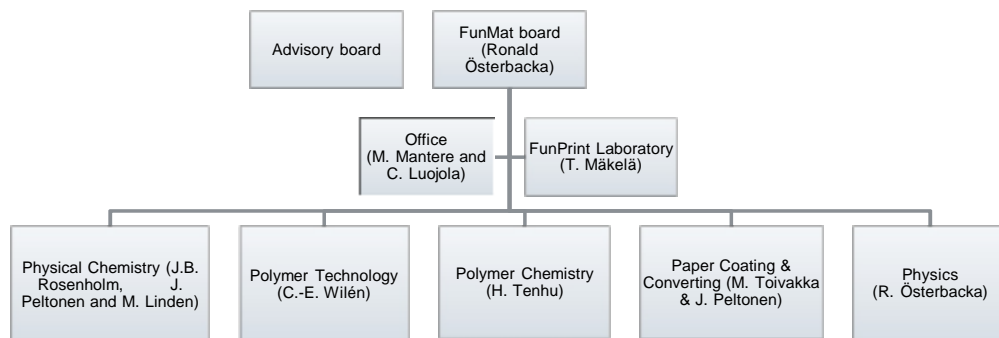 Advisory board
FunMat board
(Ronald
Österbacka)
Office
(M. Mantere and
C. Luojola)
FunPrint Laboratory
(T. Mäkelä)
Physical Chemistry (J.B.
Rosenholm, J.
Peltonen and M. Linden)
Polymer Technology
(C.-E. Wilén)
Polymer Chemistry
(H. Tenhu)
Paper Coating &
Converting (M. Toivakka
& J. Peltonen)
Physics
(R. Österbacka)